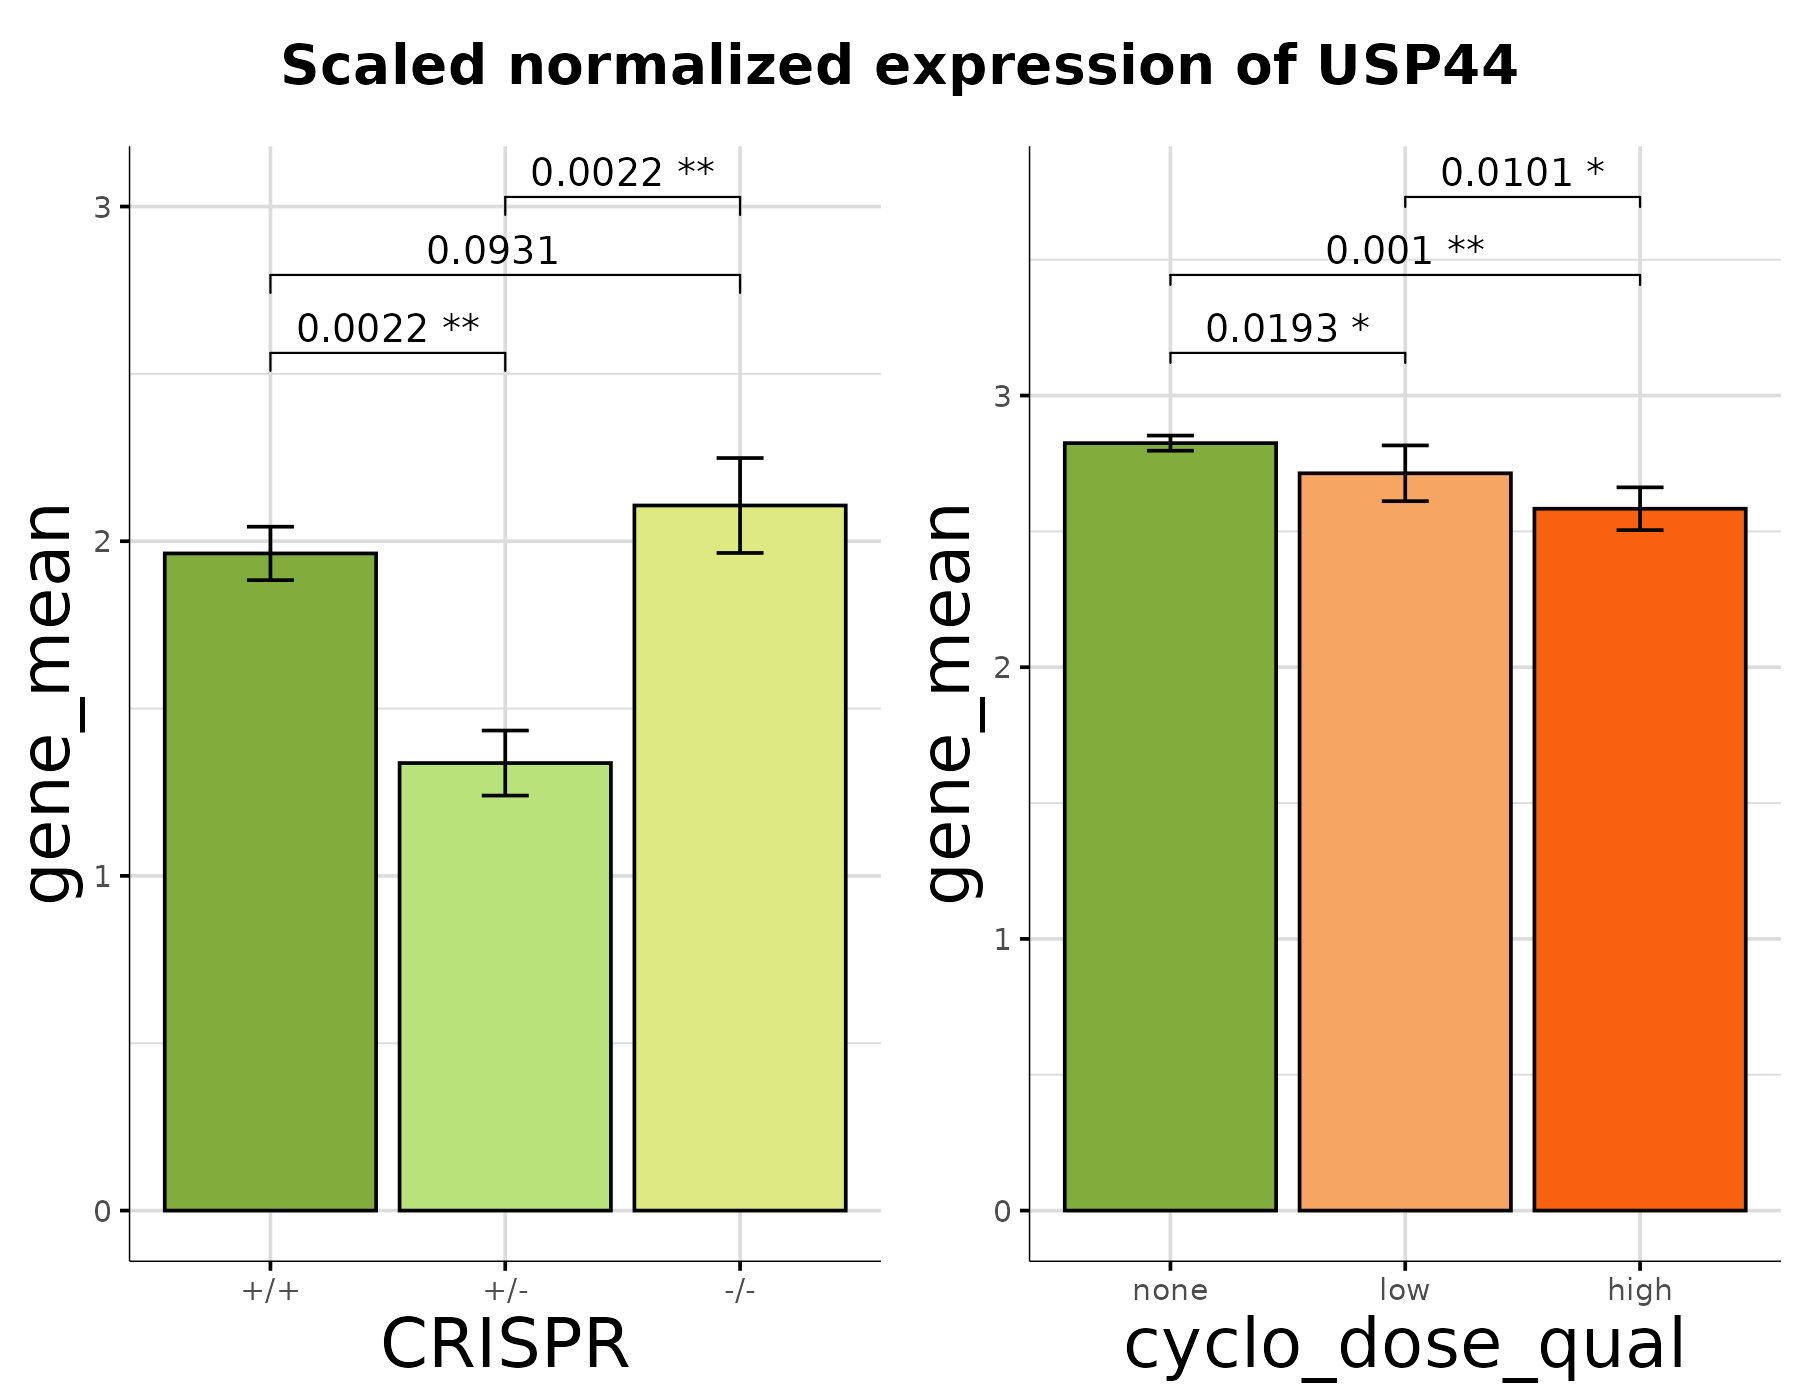 Scaled normalized expression of USP44
gene_mean
3
2
1
0
0.0022 **
0.0931
0.0022 **
+/+
+/-
-/-
CRISPR
gene_mean
3
2
1
0
0.0101 *
0.001 **
0.0193 *
none
low
high
cyclo_dose_qual